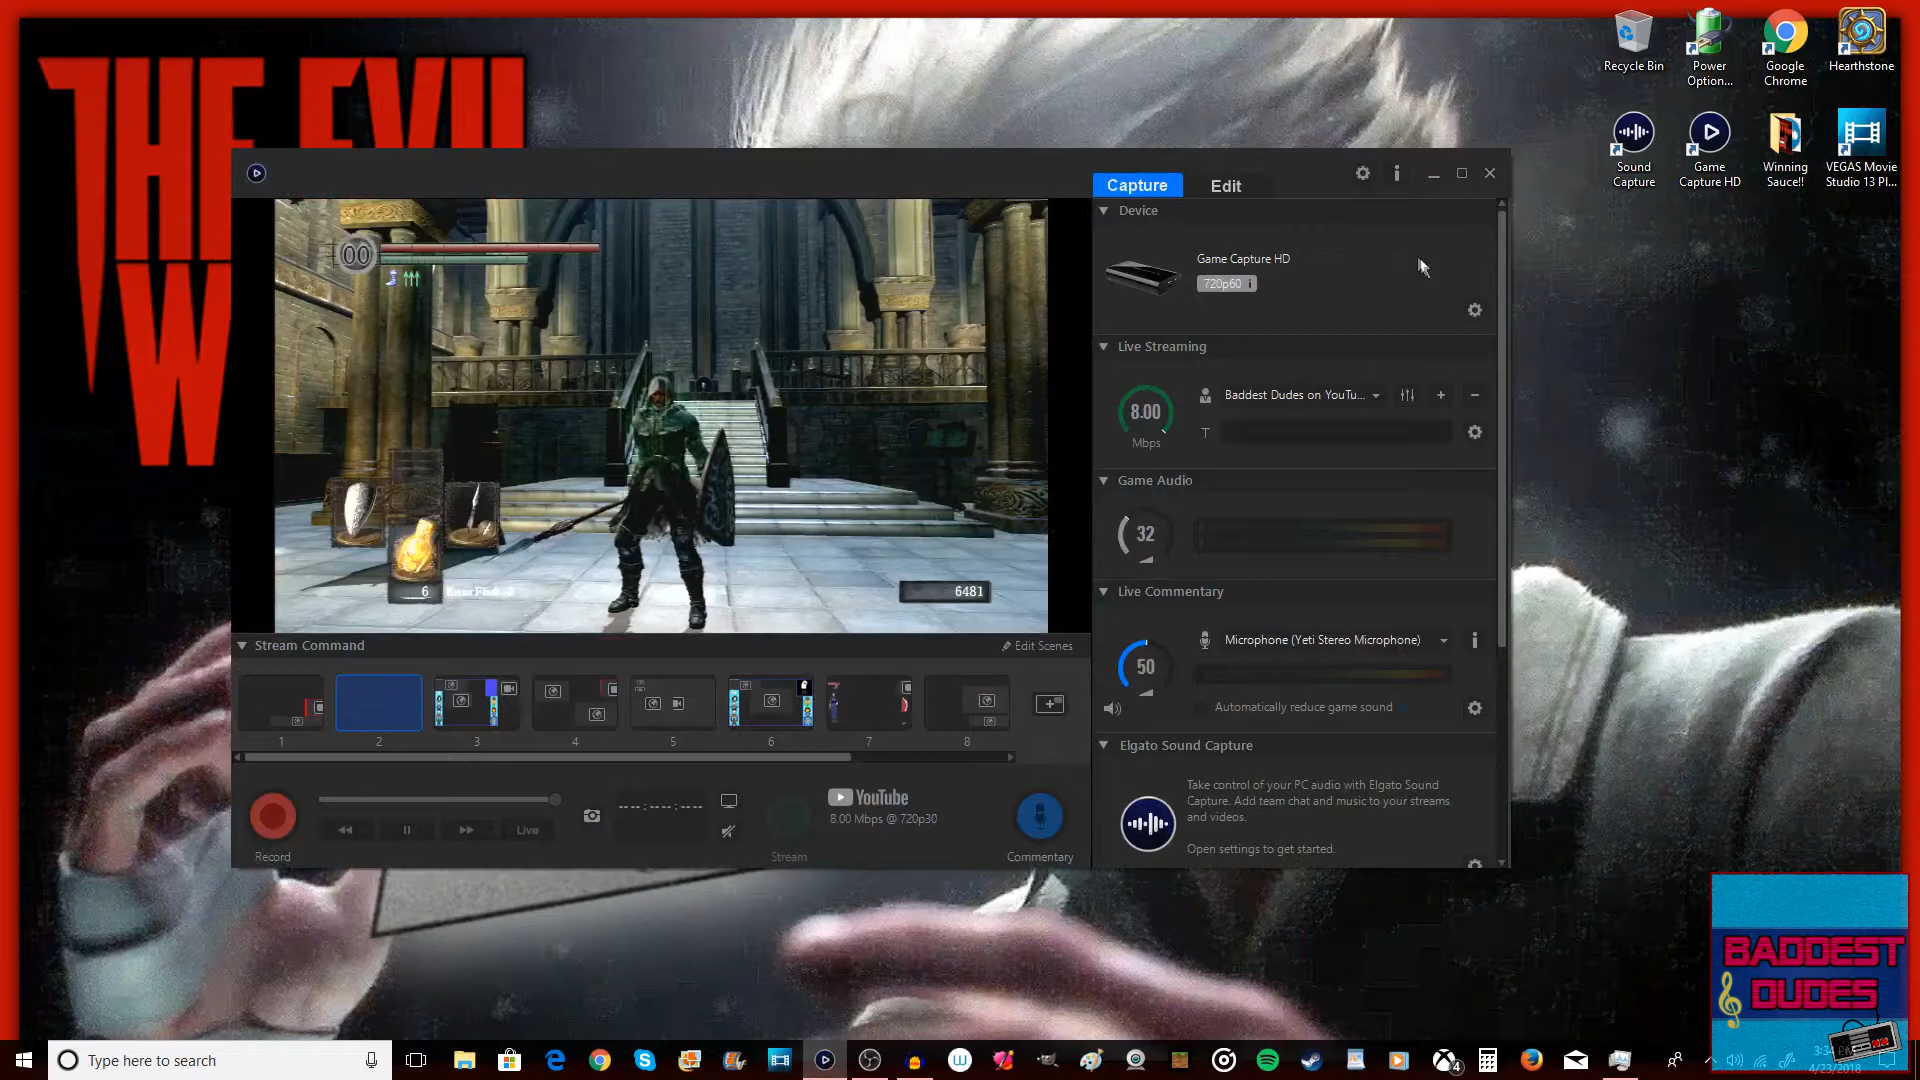 THE EVIL
W
Recycle Bin
Power
Option...
Google
Chrome
Hearthstone
Sound
Capture
Game
Capture HD
Winning
Sauce!!
VEGAS Movie
Studio 13 Pl...
Capture
Edit
Device
Game Capture HD
720p60
Live Streaming
8.00
Mbps
Baddest Dudes on YouTu...
T
Game Audio
32
Live Commentary
50
Microphone (Yeti Stereo Microphone)
Automatically reduce game sound
Elgato Sound Capture
Take control of your PC audio with Elgato Sound
Capture. Add team chat and music to your streams
and videos.
Open settings to get started.
00
6
6481
Stream Command
Edit Scenes
1
2
3
4
5
6
7
8
Live
Record
--:--:--
Stream
YouTube
8.00 Mbps @ 720p30
Commentary
BADDEST
DUDES
Type here to search
4
4/23/2018